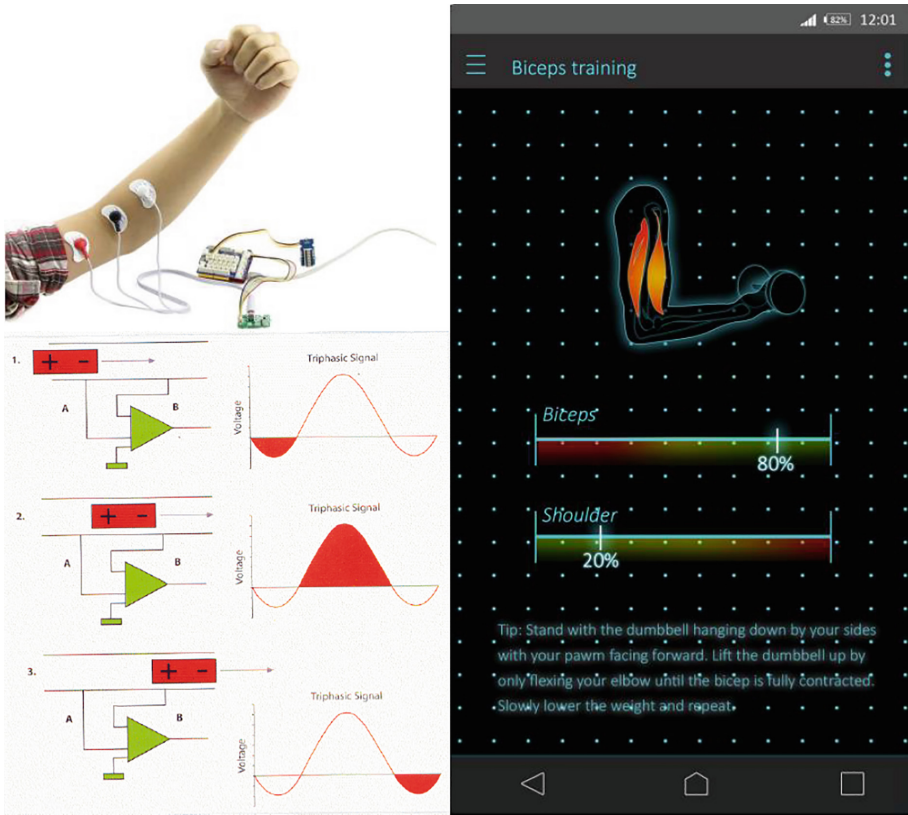 1.
+ -
A
B
Triphasic Signal
Voltage
2.
+ -
A
B
Triphasic Signal
Voltage
3.
+ -
A
B
Triphasic Signal
Voltage
82% 12:01
Biceps training
Biceps
80%
Shoulder
20%
Tip: Stand with the dumbbell hanging down by your sides
with your pawm facing forward. Lift the dumbbell up by
only flexing your elbow until the bicep is fully contracted.
Slowly lower the weight and repeat.